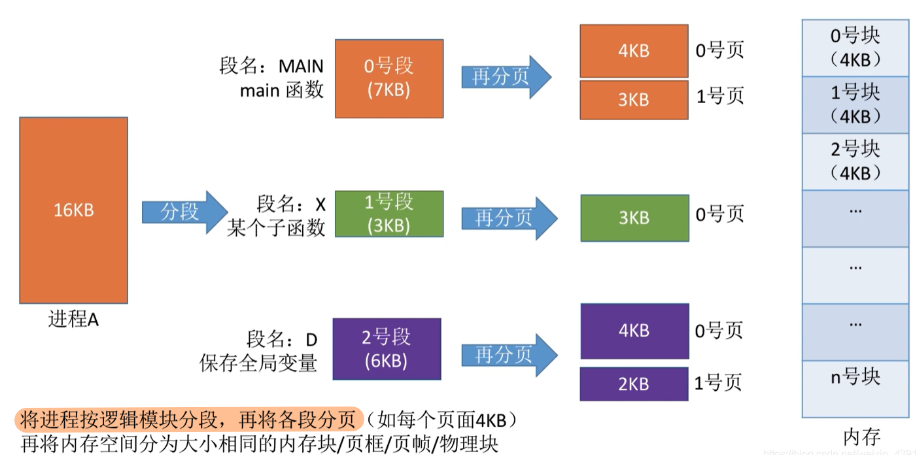 段名：MAIN
main 函数
0号段
(7KB)
再分页
4KB
0号页
3KB
1号页
16KB
进程A
分段
段名：X
某个子函数
1号段
(3KB)
再分页
3KB
0号页
段名：D
保存全局变量
2号段
(6KB)
再分页
4KB
0号页
2KB
1号页
0号块
（4KB）
1号块
（4KB）
2号块
（4KB）
...
...
...
n号块
内存
将进程按逻辑模块分段，再将各段分页（如每个页面4KB）
再将内存空间分为大小相同的内存块/页框/页帧/物理块